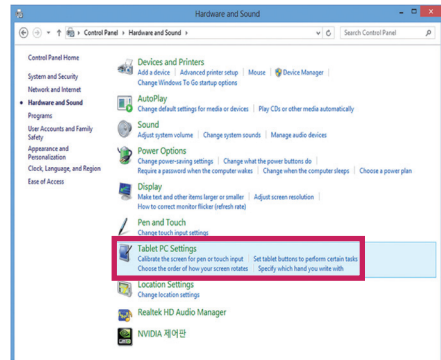 Hardware and Sound
Control Panel ▸ Hardware and Sound ▸
Search Control Panel
Control Panel Home
System and Security
Network and Internet
Hardware and Sound
Programs
User Accounts and Family
Safety
Appearance and
Personalization
Clock, Language, and Region
Ease of Access
Devices and Printers
Add a device | Advanced printer setup | Mouse | Device Manager |
Change Windows To Go startup options
AutoPlay
Change default settings for media or devices | Play CDs or other media automatically
Sound
Adjust system volume | Change system sounds | Manage audio devices
Power Options
Change power-saving settings | Change what the power buttons do |
Require a password when the computer wakes | Change when the computer sleeps | Choose a power plan
Display
Make text and other items larger or smaller | Adjust screen resolution |
How to correct monitor flicker (refresh rate)
Pen and Touch
Change touch input settings
Tablet PC Settings
Calibrate the screen for pen or touch input | Set tablet buttons to perform certain tasks
Choose the order of how your screen rotates | Specify which hand you write with
Location Settings
Change location settings
Realtek HD Audio Manager
NVIDIA 제어판